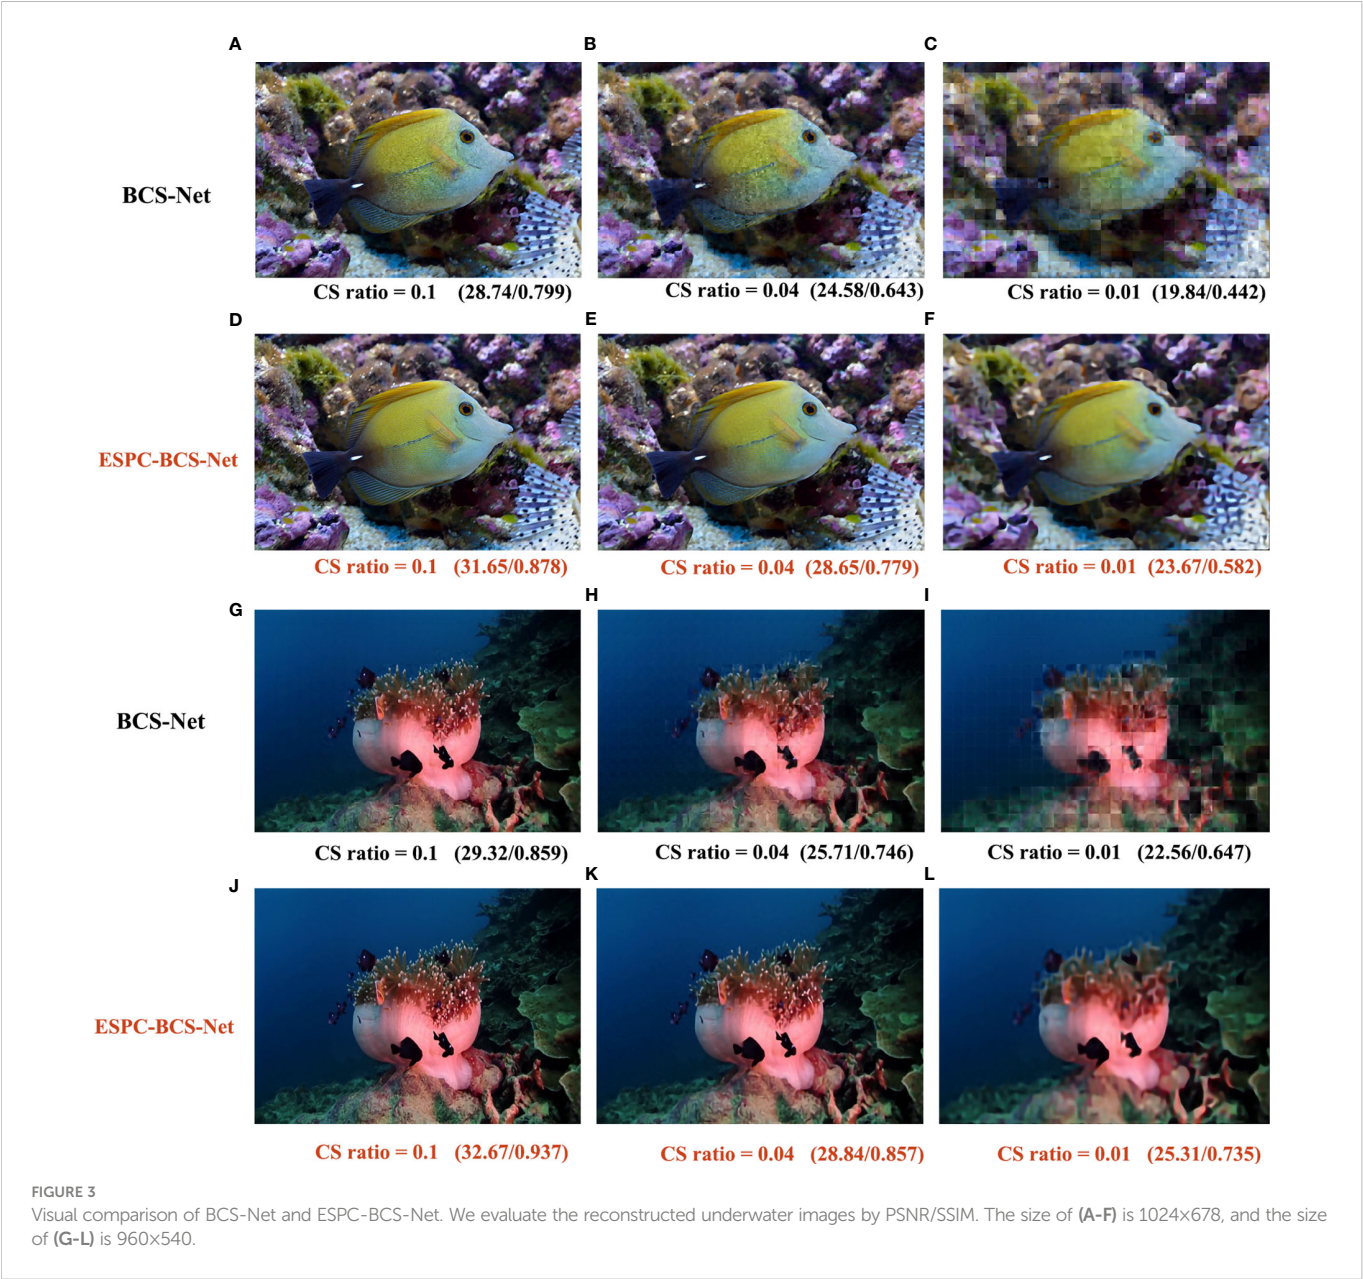 A B C
BCS-Net
CS ratio = 0.1 (28.74/0.799) CS ratio = 0.04 (24.58/0.643) CS ratio = 0.01 (19.84/0.442)
D E F
ESPC-BCS-Net
CS ratio = 0.1 (31.65/0.878) CS ratio = 0.04 (28.65/0.779) CS ratio = 0.01 (23.67/0.582)
G H I
BCS-Net
CS ratio = 0.1 (29.32/0.859) CS ratio = 0.04 (25.71/0.746) CS ratio = 0.01 (22.56/0.647)
J K L
ESPC-BCS-Net
CS ratio = 0.1 (32.67/0.937) CS ratio = 0.04 (28.84/0.857) CS ratio = 0.01 (25.31/0.735)
FIGURE 3
Visual comparison of BCS-Net and ESPC-BCS-Net. We evaluate the reconstructed underwater images by PSNR/SSIM. The size of (A-F) is 1024×678, and the size
of (G-L) is 960×540.